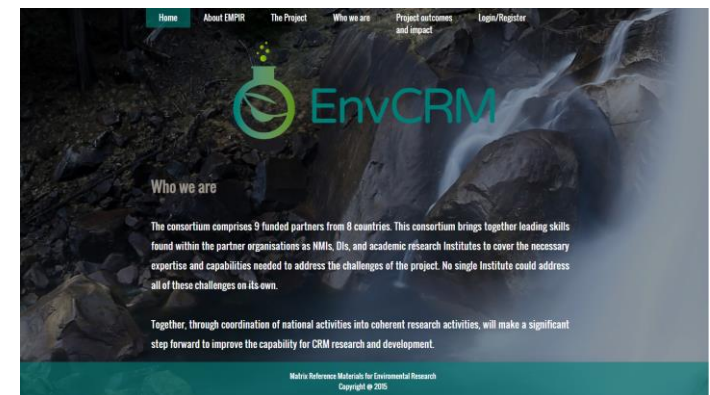 Home About EMPIR The Project Who we are Project outcomes Login/Register
and impact
EnvCRM
Who we are
The consortium comprises 9 funded partners from 8 countries. This consortium brings together leading skills
found within the partner organisations as NMIs, DIs, and academic research Institutes to cover the necessary
expertise and capabilities needed to address the challenges of the project. No single Institute could address
all of these challenges on its own.
Together, through coordination of national activities into coherent research activities, will make a significant
step forward to improve the capability for CRM research and development.
Matrix Reference Materials for Enviromental Research
Copyright @ 2015